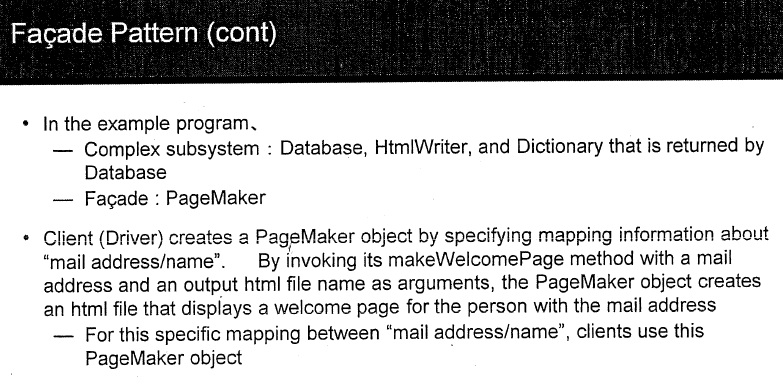 Façade Pattern (cont)
• In the example program、
— Complex subsystem : Database, HtmlWriter, and Dictionary that is returned by
Database
— Façade : PageMaker
• Client (Driver) creates a PageMaker object by specifying mapping information about
“mail address/name”. By invoking its makeWelcomePage method with a mail
address and an output html file name as arguments, the PageMaker object creates
an html file that displays a welcome page for the person with the mail address
— For this specific mapping between “mail address/name”, clients use this
PageMaker object